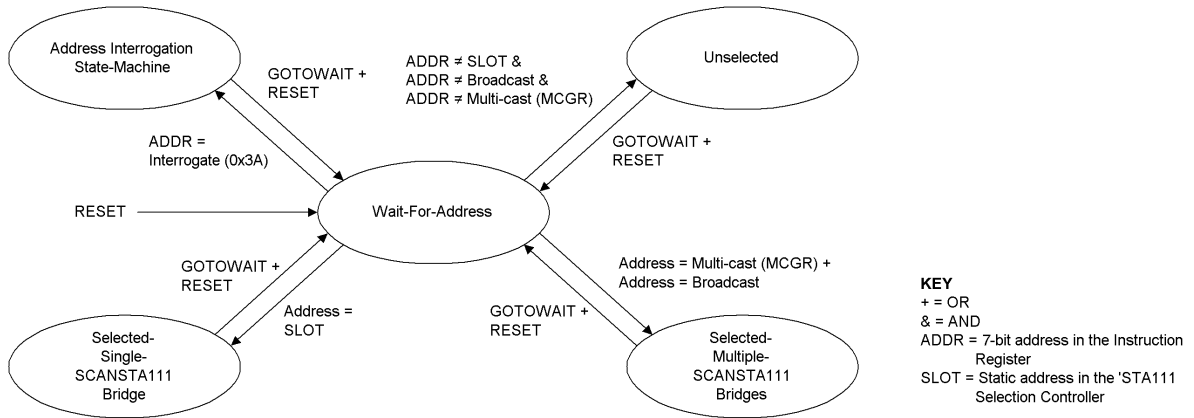 Address Interrogation
State-Machine
GOTOWAIT +
RESET
ADDR =
Interrogate (0x3A)
ADDR ≠ SLOT &
ADDR ≠ Broadcast &
ADDR ≠ Multi-cast (MCGR)
Unselected
GOTOWAIT +
RESET
RESET
Wait-For-Address
GOTOWAIT +
RESET
Address =
SLOT
Selected-
Single-
SCANSTA111
Bridge
Address = Multi-cast (MCGR) +
Address = Broadcast
GOTOWAIT +
RESET
Selected-
Multiple-
SCANSTA111
Bridges
KEY
+ = OR
& = AND
ADDR = 7-bit address in the Instruction
Register
SLOT = Static address in the 'STA111
Selection Controller